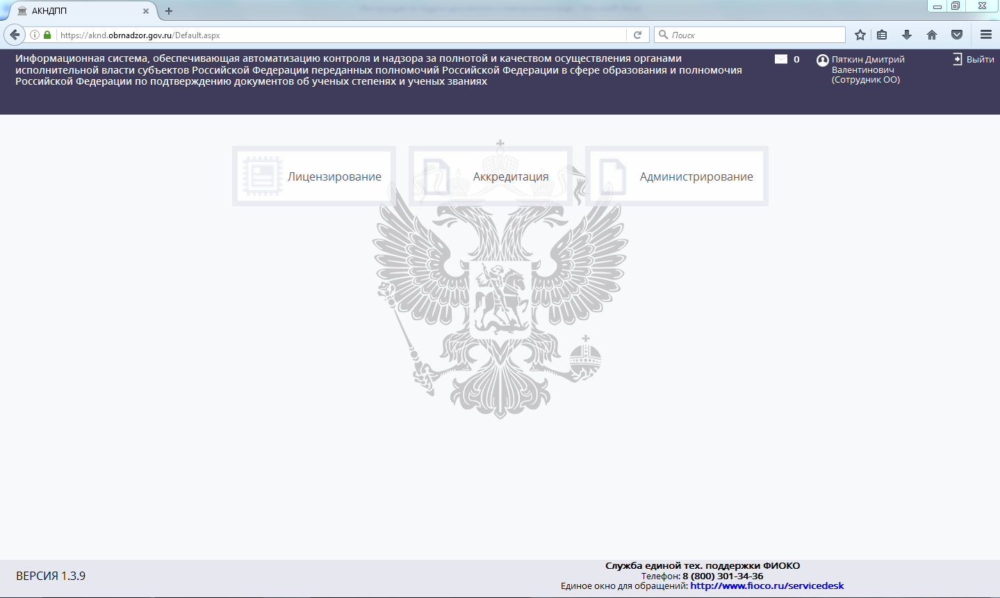 АКНДПП
https://aknd.obrnadzor.gov.ru/Default.aspx
Поиск
Информационная система, обеспечивающая автоматизацию контроля и надзора за полнотой и качеством осуществления органами
исполнительной власти субъектов Российской Федерации переданных полномочий Российской Федерации в сфере образования и полномочия
Российской Федерации по подтверждению документов об ученых степенях и ученых званиях
0
Пяткин Дмитрий
Валентинович
(Сотрудник ОО)
Выйти
Лицензирование
Аккредитация
Администрирование
ВЕРСИЯ 1.3.9
Служба единой тех. поддержки ФИОКО
Телефон: 8 (800) 301-34-36
Единое окно для обращений: http://www.fioco.ru/servicedesk